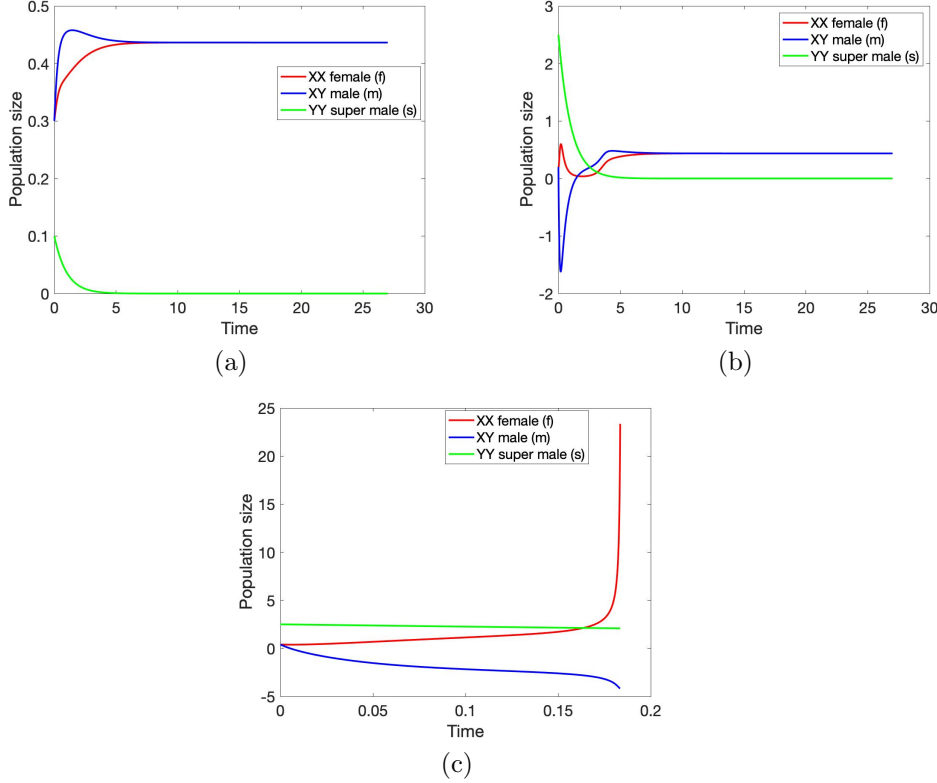 0.5
0.4
0.3
0.2
0.1
0
Population size
XX female (f)
XY male (m)
YY super male (s)
0 5 10 15 20 25 30
Time
(a)
3
2
1
0
-1
-2
Population size
XX female (f)
XY male (m)
YY super male (s)
0 5 10 15 20 25 30
Time
(b)
25
20
15
10
5
0
-5
Population size
XX female (f)
XY male (m)
YY super male (s)
0 0.05 0.1 0.15 0.2
Time
(c)